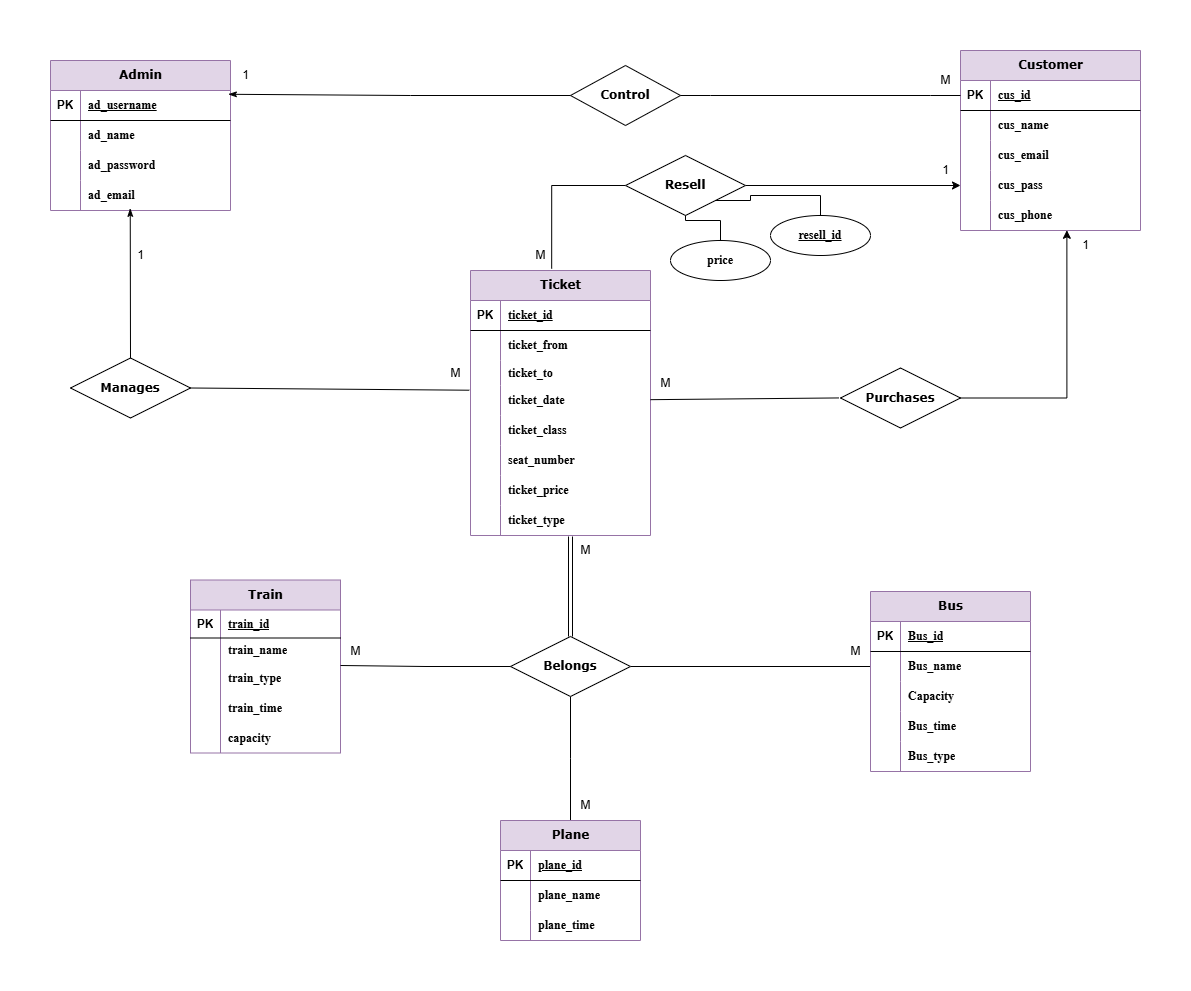 Admin
PK ad_username
ad_name
ad_password
ad_email
1
Control
M
Customer
PK cus_id
cus_name
cus_email
cus_pass
cus_phone
Resell
1
resell_id
price
M
1
1
Ticket
PK ticket_id
ticket_from
ticket_to
ticket_date
ticket_class
seat_number
ticket_price
ticket_type
Manages
M
M
Purchases
M
Train
PK train_id
train_name
train_type
train_time
capacity
M
Belongs
M
Bus
PK Bus_id
Bus_name
Capacity
Bus_time
Bus_type
M
Plane
PK plane_id
plane_name
plane_time